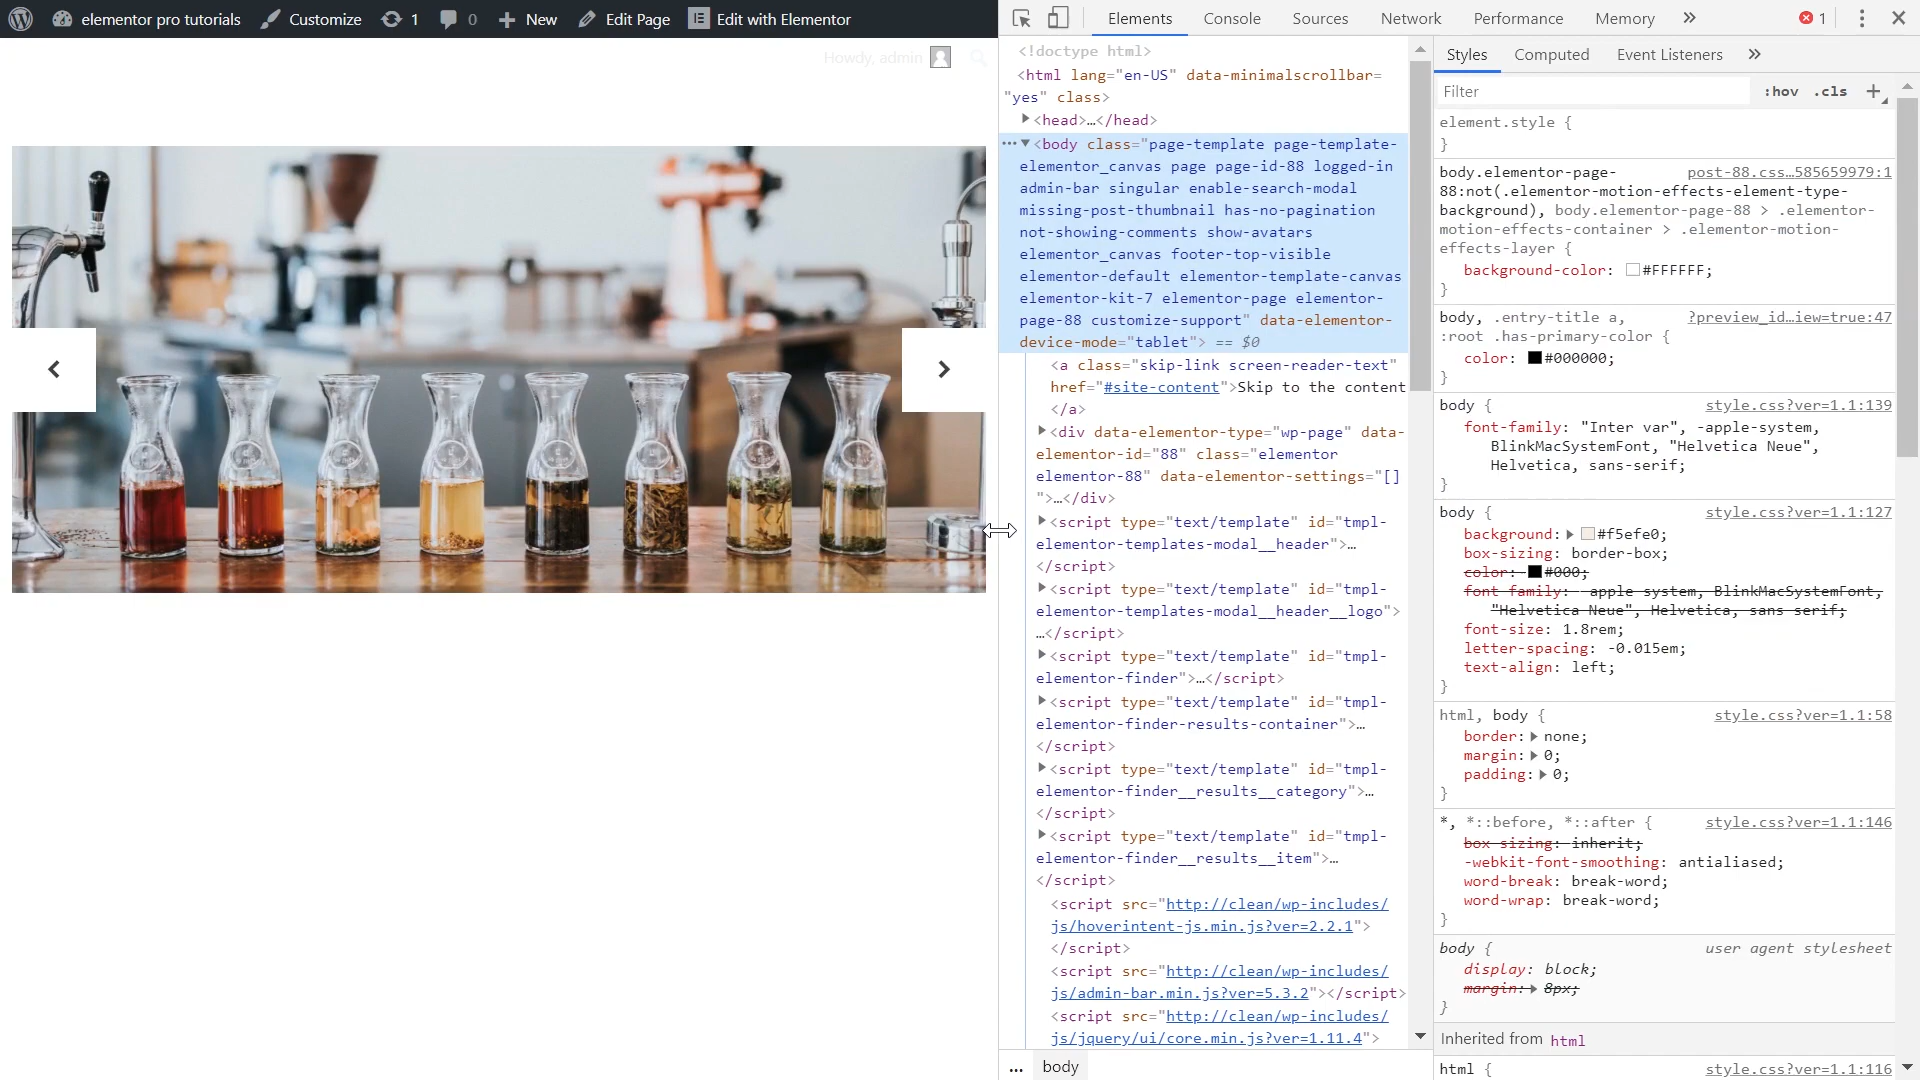 elementor pro tutorials Customize 1 0 New Edit Page Edit with Elementor
Howdy, admin
Elements Console Sources Network Performance Memory » 1
<!doctype html>
<html lang="en-US" data-minimalscrollbar=
"yes" class>
<head>…</head>
<body class="page-template page-template-
elementor_canvas page page-id-88 logged-in
admin-bar singular enable-search-modal
missing-post-thumbnail has-no-pagination
not-showing-comments show-avatars
elementor_canvas footer-top-visible
elementor-default elementor-template-canvas
elementor-kit-7 elementor-page elementor-
page-88 customize-support" data-elementor-
device-mode="tablet"> == $0
<a class="skip-link screen-reader-text"
href="#site-content">Skip to the content
</a>
<div data-elementor-type="wp-page" data-
elementor-id="88" class="elementor
elementor-88" data-elementor-settings="[]
">…</div>
<script type="text/template" id="tmpl-
elementor-templates-modal__header">…
</script>
<script type="text/template" id="tmpl-
elementor-templates-modal__header__logo">
…</script>
<script type="text/template" id="tmpl-
elementor-finder">…</script>
<script type="text/template" id="tmpl-
elementor-finder-results-container">…
</script>
<script type="text/template" id="tmpl-
elementor-finder__results__category">…
</script>
<script type="text/template" id="tmpl-
elementor-finder__results__item">…
</script>
<script src="http://clean/wp-includes/
js/hoverintent-js.min.js?ver=2.2.1">
</script>
<script src="http://clean/wp-includes/
js/admin-bar.min.js?ver=5.3.2"></script>
<script src="http://clean/wp-includes/
js/jquery/ui/core.min.js?ver=1.11.4">
... body
Styles Computed Event Listeners »
Filter :hov .cls +
element.style {
}
body.elementor-page- post-88.css…585659979:1
88:not(.elementor-motion-effects-element-type-
background), body.elementor-page-88 > .elementor-
motion-effects-container > .elementor-motion-
effects-layer {
background-color: #FFFFFF;
}
body, .entry-title a, ?preview_id…iew=true:47
:root .has-primary-color {
color: #000000;
}
body { style.css?ver=1.1:139
font-family: "Inter var", -apple-system,
BlinkMacSystemFont, "Helvetica Neue",
Helvetica, sans-serif;
}
body { style.css?ver=1.1:127
background: #f5efe0;
box-sizing: border-box;
color: #000;
font-family: -apple-system, BlinkMacSystemFont,
"Helvetica Neue", Helvetica, sans-serif;
font-size: 1.8rem;
letter-spacing: -0.015em;
text-align: left;
}
html, body { style.css?ver=1.1:58
border: none;
margin: 0;
padding: 0;
}
*, *::before, *::after { style.css?ver=1.1:146
box-sizing: inherit;
-webkit-font-smoothing: antialiased;
word-break: break-word;
word-wrap: break-word;
}
body { user agent stylesheet
display: block;
margin: 8px;
}
Inherited from html
html { style.css?ver=1.1:116